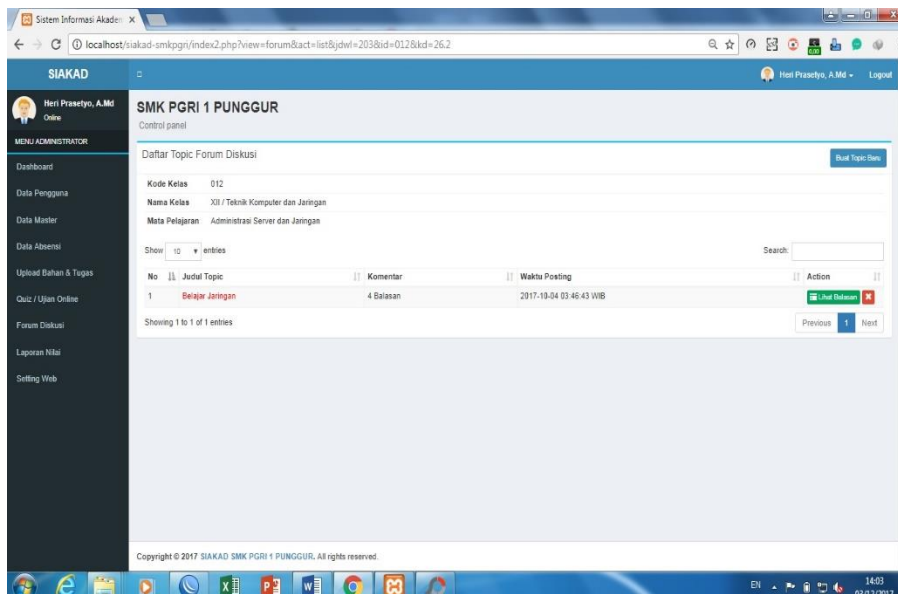 Sistem Informasi Akadem
localhost/siakad-smkpgri/index2.php?view=forum&act=list&jdwl=203&id=012&kd=26.2
SIAKAD
Heri Prasetyo, A.Md
Logout
Heri Prasetyo, A.Md
Online
SMK PGRI 1 PUNGGUR
Control panel
MENU ADMINISTRATOR
Dashboard
Data Pengguna
Data Master
Data Absensi
Upload Bahan & Tugas
Quiz / Ujian Online
Forum Diskusi
Laporan Nilai
Setting Web
Daftar Topic Forum Diskusi
Buat Topic Baru
Kode Kelas 012
Nama Kelas XII / Teknik Komputer dan Jaringan
Mata Pelajaran Administrasi Server dan Jaringan
Show 10 entries
Search:
No Judul Topic Komentar Waktu Posting Action
1 Belajar Jaringan 4 Balasan 2017-10-04 03:46:43 WIB Lihat Balasan
Showing 1 to 1 of 1 entries
Previous 1 Next
Copyright © 2017 SIAKAD SMK PGRI 1 PUNGGUR. All rights reserved.
EN
14:03